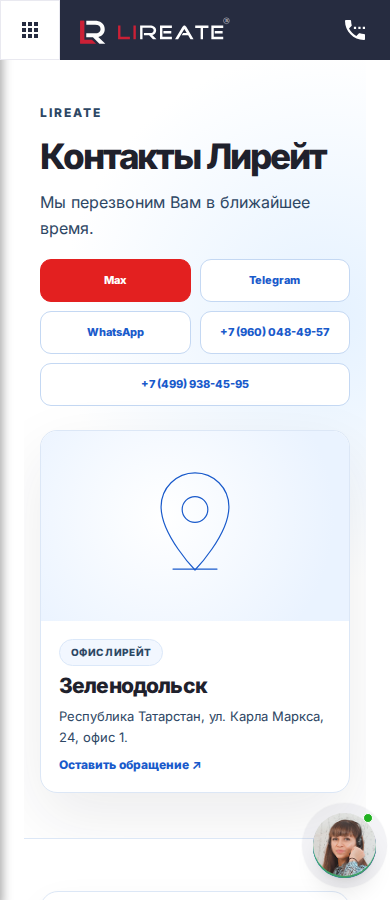 LIREATE®
LIREATE
Контакты Лирейт
Мы перезвоним Вам в ближайшее
время.
Max
Telegram
WhatsApp
+7 (960) 048-49-57
+7 (499) 938-45-95
ОФИС ЛИРЕЙТ
Зеленодольск
Республика Татарстан, ул. Карла Маркса,
24, офис 1.
Оставить обращение ↗